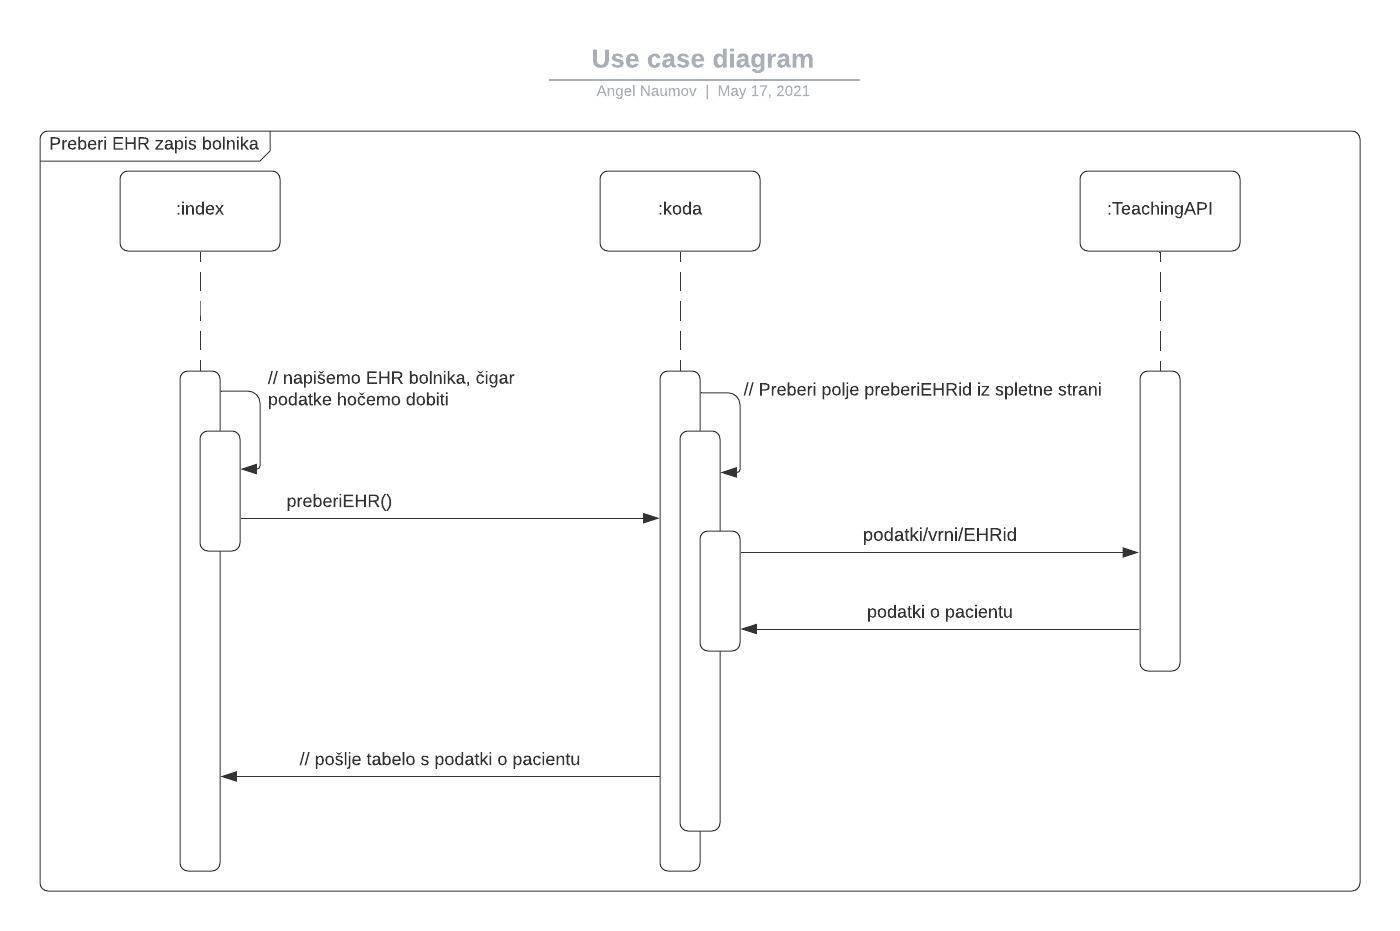 Use case diagram
Angel Naumov | May 17, 2021
Preberi EHR zapis bolnika
:index
:koda
:TeachingAPI
// napišemo EHR bolnika, čigar
podatke hočemo dobiti
// Preberi polje preberiEHRid iz spletne strani
preberiEHR()
podatki/vrni/EHRid
podatki o pacientu
// pošlje tabelo s podatki o pacientu